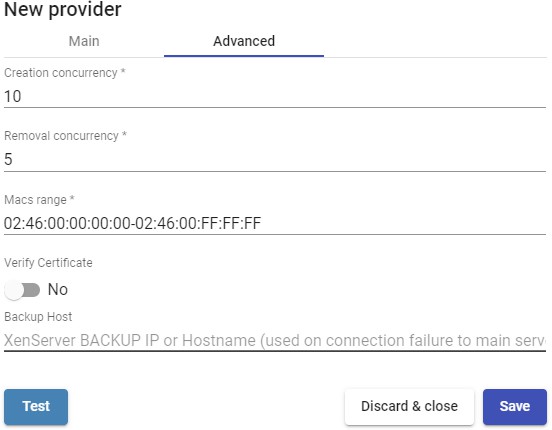 New provider
Main Advanced
Creation concurrency *
10
Removal concurrency *
5
Macs range *
02:46:00:00:00:00-02:46:00:FF:FF:FF
Verify Certificate
No
Backup Host
XenServer BACKUP IP or Hostname (used on connection failure to main serv
Test Discard & close Save